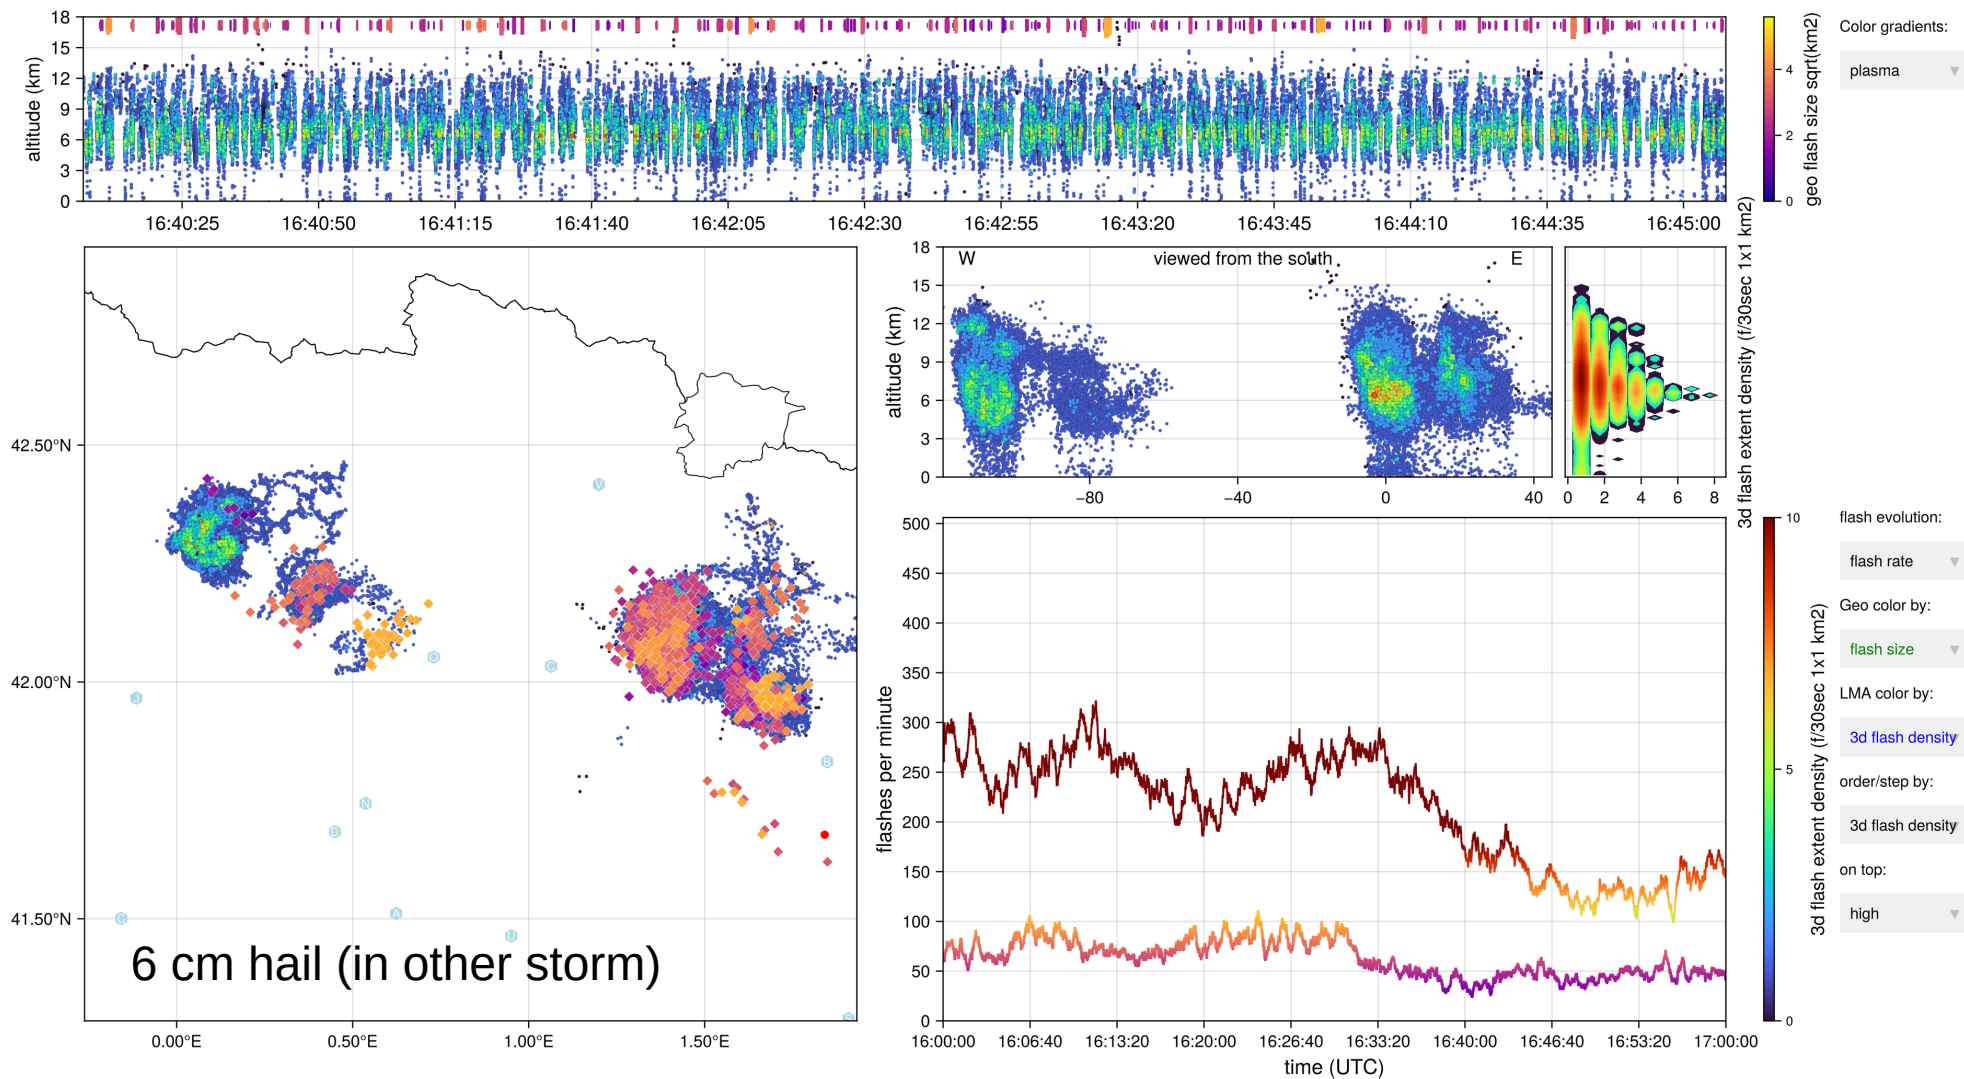 18
15
12
9
6
3
0
altitude (km)
16:40:25 16:40:50 16:41:15 16:41:40 16:42:05 16:42:30 16:42:55 16:43:20 16:43:45 16:44:10 16:44:35 16:45:00
4
2
0
geo flash size sqrt(km2)
Color gradients:
plasma
42.50°N
42.00°N
41.50°N
0.00°E 0.50°E 1.00°E 1.50°E
V
O
C
J
B
N
D
C
A
U
S
6 cm hail (in other storm)
W viewed from the south E
18
15
12
9
6
3
0
altitude (km)
−80 −40 0 40
0 2 4 6 8
3d flash extent density (f/30sec 1x1 km2)
500
450
400
350
300
250
200
150
100
50
0
flashes per minute
16:00:00 16:06:40 16:13:20 16:20:00 16:26:40 16:33:20 16:40:00 16:46:40 16:53:20 17:00:00
time (UTC)
10
5
0
3d flash extent density (f/30sec 1x1 km2)
flash evolution:
flash rate
Geo color by:
flash size
LMA color by:
3d flash density
order/step by:
3d flash density
on top:
high